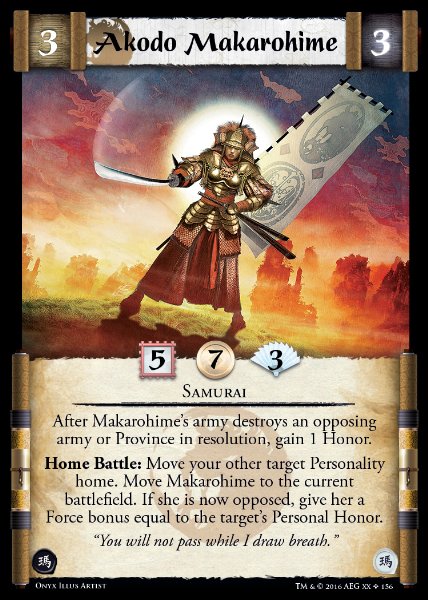 3 Akodo Makarohime 3
5 7 3
Samurai
After Makarohime's army destroys an opposing
army or Province in resolution, gain 1 Honor.
Home Battle: Move your other target Personality
home. Move Makarohime to the current
battlefield. If she is now opposed, give her a
Force bonus equal to the target's Personal Honor.
"You will not pass while I draw breath."
瑪 瑪
Onyx Illus Artist TM & © 2016 AEG XX ❖ 156